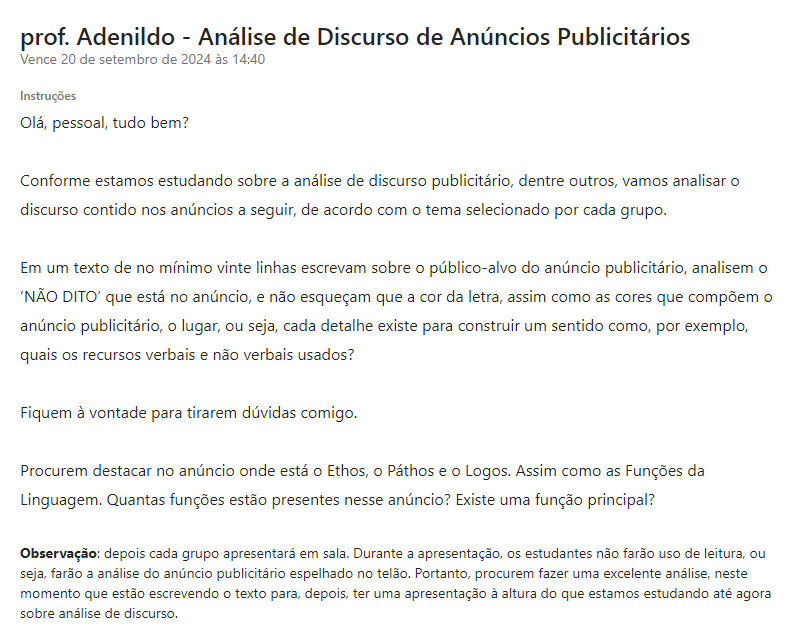 prof. Adenildo - Análise de Discurso de Anúncios Publicitários
Vence 20 de setembro de 2024 às 14:40
Instruções
Olá, pessoal, tudo bem?
Conforme estamos estudando sobre a análise de discurso publicitário, dentre outros, vamos analisar o
discurso contido nos anúncios a seguir, de acordo com o tema selecionado por cada grupo.
Em um texto de no mínimo vinte linhas escrevam sobre o público-alvo do anúncio publicitário, analisem o
‘NÃO DITO’ que está no anúncio, e não esqueçam que a cor da letra, assim como as cores que compõem o
anúncio publicitário, o lugar, ou seja, cada detalhe existe para construir um sentido como, por exemplo,
quais os recursos verbais e não verbais usados?
Fiquem à vontade para tirarem dúvidas comigo.
Procurem destacar no anúncio onde está o Ethos, o Páthos e o Logos. Assim como as Funções da
Linguagem. Quantas funções estão presentes nesse anúncio? Existe uma função principal?
Observação: depois cada grupo apresentará em sala. Durante a apresentação, os estudantes não farão uso de leitura, ou
seja, farão a análise do anúncio publicitário espelhado no telão. Portanto, procurem fazer uma excelente análise, neste
momento que estão escrevendo o texto para, depois, ter uma apresentação à altura do que estamos estudando até agora
sobre análise de discurso.